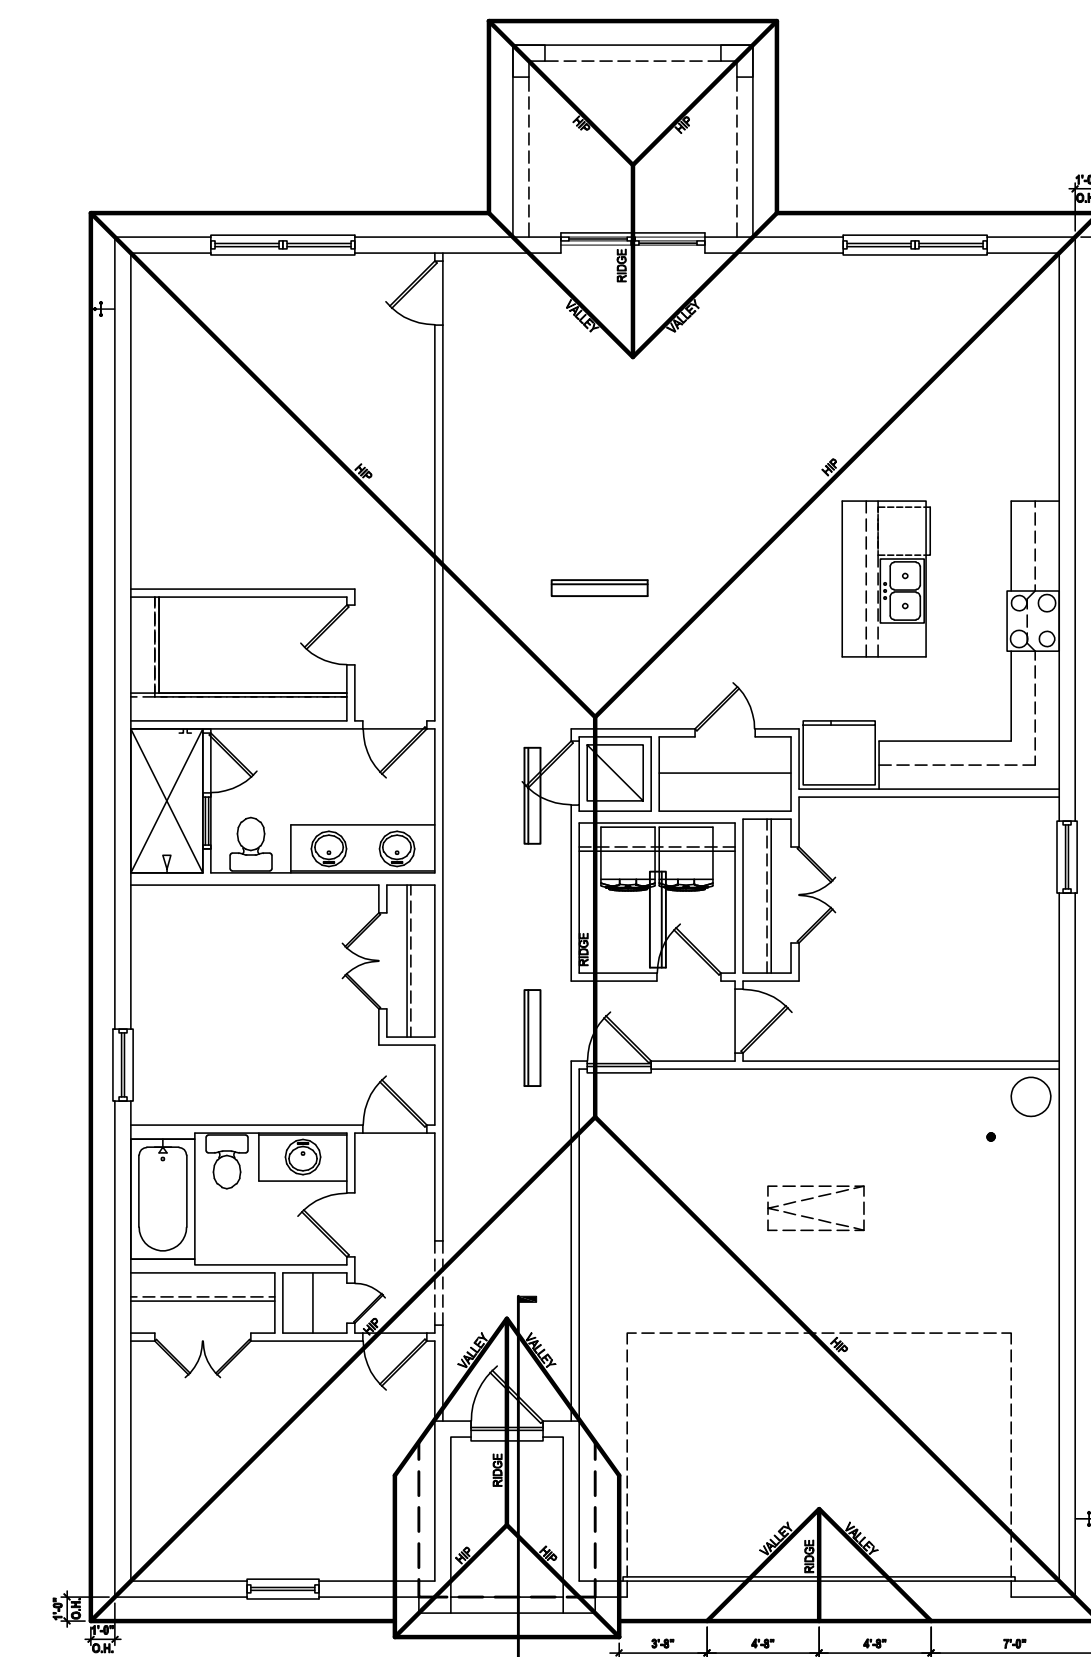 1'-0"
O.H.
HIP
HIP
RIDGE
VALLEY
VALLEY
HIP
HIP
RIDGE
HIP
VALLEY
VALLEY
HIP
RIDGE
HIP
HIP
VALLEY
VALLEY
RIDGE
1'-0"
O.H.
1'-0"
O.H.
3'-8"
4'-8"
4'-8"
7'-0"